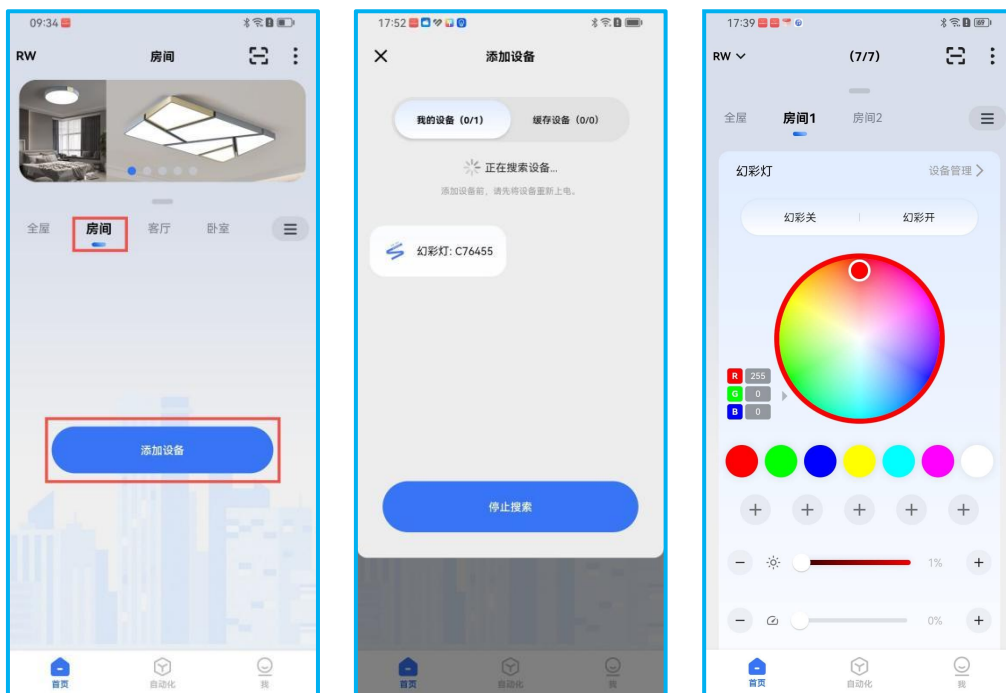 09:34
RW 房间
全屋 房间 客厅 卧室
添加设备
首页 自动化 我
17:52
添加设备
我的设备（0/1） 缓存设备（0/0）
正在搜索设备...
添加设备前，请先将设备重新上电。
幻彩灯: C76455
停止搜索
首页 自动化 我
17:39 69
RW (7/7)
全屋 房间1 房间2
幻彩灯 设备管理
幻彩关 幻彩开
R 255
G 0
B 0
1%
0%
首页 自动化 我